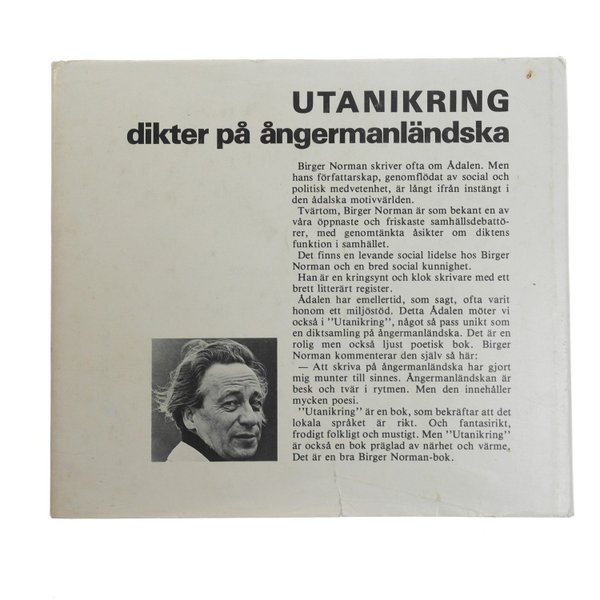 UTANIKRING
dikter på ångermanländska
Birger Norman skriver ofta om Ådalen. Men
hans författarskap, genomflödat av social och
politisk medvetenhet, är långt ifrån instängt i
den ådalska motivvärlden.
Tvärtom, Birger Norman är som bekant en av
våra öppnaste och friskaste samhällsdebattö-
rer, med genomtänkta åsikter om diktens
funktion i samhället.
Det finns en levande social lidelse hos Birger
Norman och en bred social kunnighet.
Han är en kringsynt och klok skrivare med ett
brett litterärt register.
Ådalen har emellertid, som sagt, ofta varit
honom ett miljöstöd. Detta Ådalen möter vi
också i "Utanikring", något så pass unikt som
en diktsamling på ångermanländska. Det är en
rolig men också ljust poetisk bok. Birger
Norman kommenterar den själv så här:
— Att skriva på ångermanländska har gjort
mig munter till sinnes. Ångermanländskan är
besk och tvär i rytmen. Men den innehåller
mycken poesi.
"Utanikring" är en bok, som bekräftar att det
lokala språket är rikt. Och fantasirikt,
frodigt folkligt och mustigt. Men "Utanikring"
är också en bok präglad av närhet och värme,
Det är en bra Birger Norman-bok.